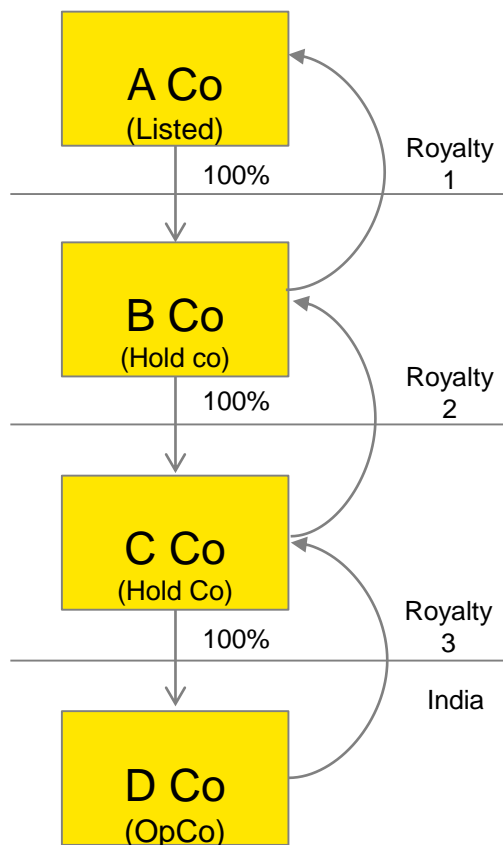 A Co
(Listed)
100%
Royalty
1
B Co
(Hold co)
100%
Royalty
2
C Co
(Hold Co)
100%
Royalty
3
India
D Co
(OpCo)